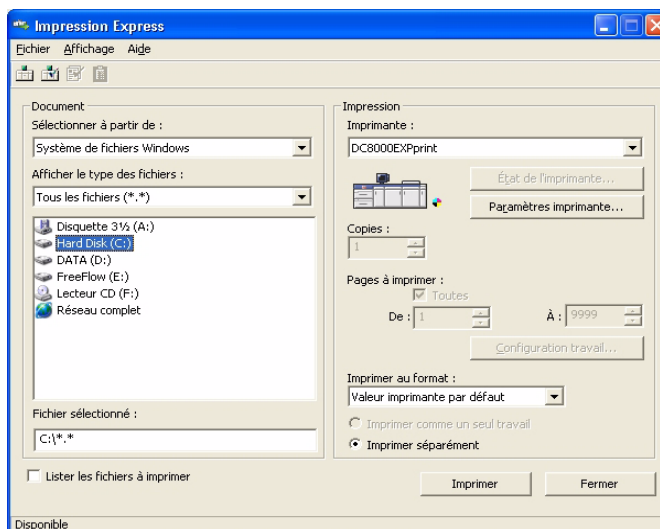 Impression Express
Fichier Affichage Aide
Document
Sélectionner à partir de :
Système de fichiers Windows
Afficher le type des fichiers :
Tous les fichiers (*.*)
Disquette 3½ (A:)
Hard Disk (C:)
DATA (D:)
FreeFlow (E:)
Lecteur CD (F:)
Réseau complet
Fichier sélectionné :
C:\*.*
Lister les fichiers à imprimer
Impression
Imprimante :
DC8000EXPprint
État de l'imprimante...
Paramètres imprimante...
Copies :
1
Pages à imprimer :
Toutes
De : 1 À : 9999
Configuration travail...
Imprimer au format :
Valeur imprimante par défaut
Imprimer comme un seul travail
Imprimer séparément
Imprimer Fermer
Disponible